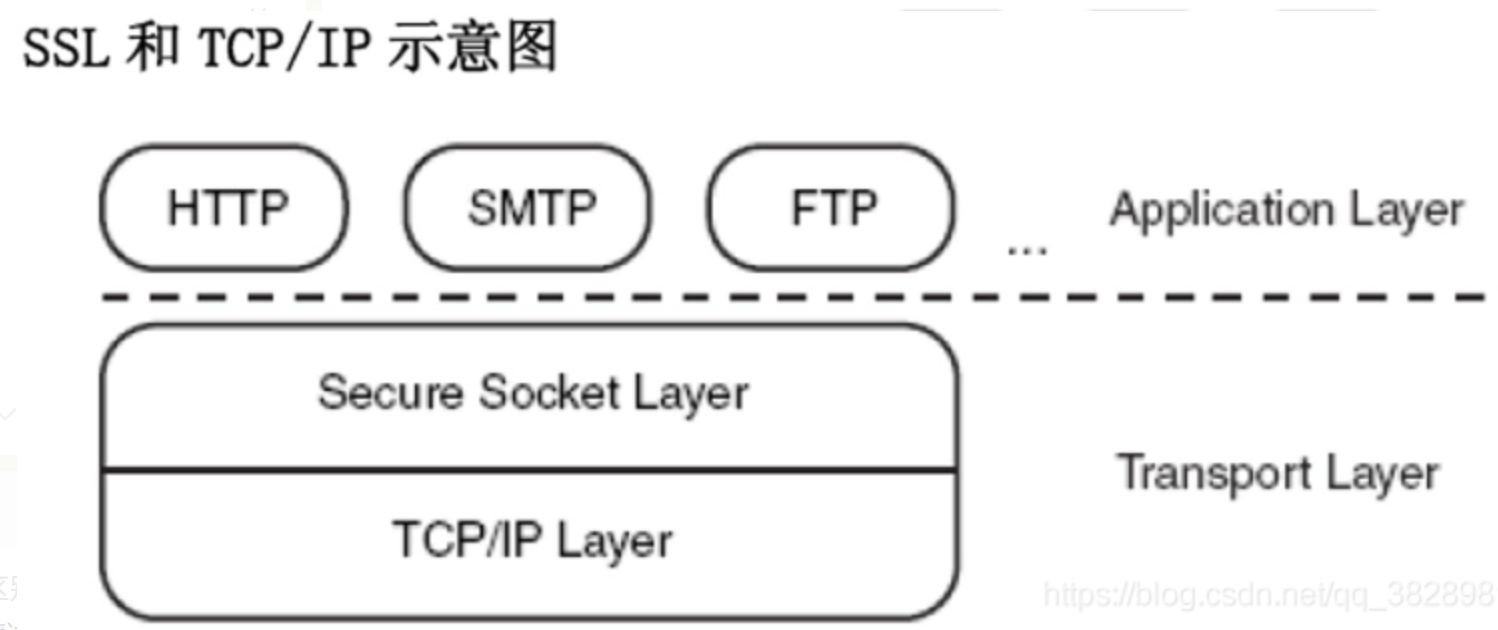 SSL 和 TCP/IP 示意图
HTTP
SMTP
FTP
...
Application Layer
Secure Socket Layer
Transport Layer
TCP/IP Layer
https://blog.csdn.net/qq_382898